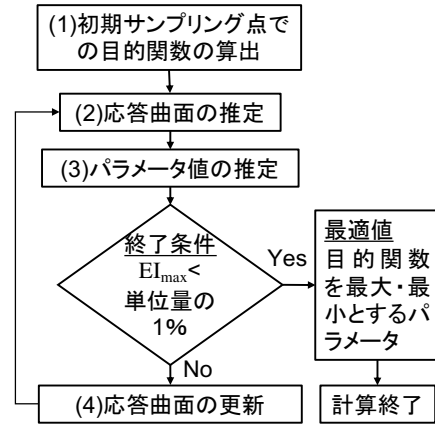 (1)初期サンプリング点で
の目的関数の算出
(2)応答曲面の推定
(3)パラメータ値の推定
終了条件
EImax<
単位量の
1%
Yes
最適値
目的関数
を最大・最
小とするパ
ラメータ
No
(4)応答曲面の更新
計算終了